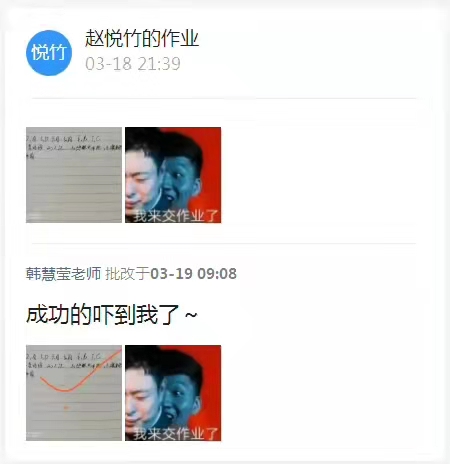 悦竹
赵悦竹的作业
03-18 21:39
我来交作业了
韩慧莹老师 批改于03-19 09:08
成功的吓到我了～
我来交作业了